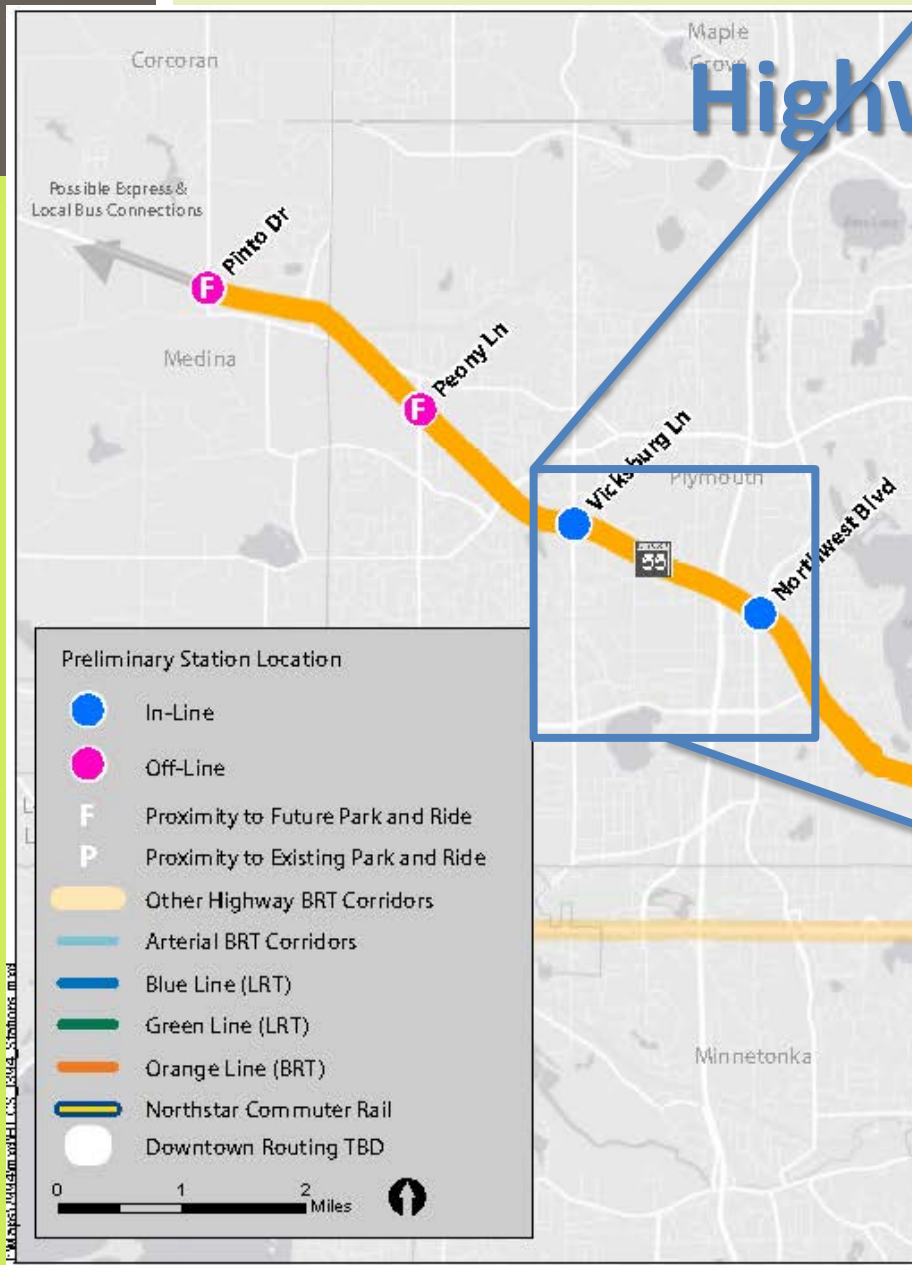 Corcoran
Maple
Grove
Highw
Possible Express &
Local Bus Connections
Pinto Dr
F
Medina
Peony Ln
F
Vicksburg Ln
Plymouth
55
Northwest Blvd
Preliminary Station Location
In-Line
Off-Line
F Proximity to Future Park and Ride
P Proximity to Existing Park and Ride
Other Highway BRT Corridors
Arterial BRT Corridors
Blue Line (LRT)
Green Line (LRT)
Orange Line (BRT)
Northstar Commuter Rail
Downtown Routing TBD
0 1 2
Miles
Minnetonka